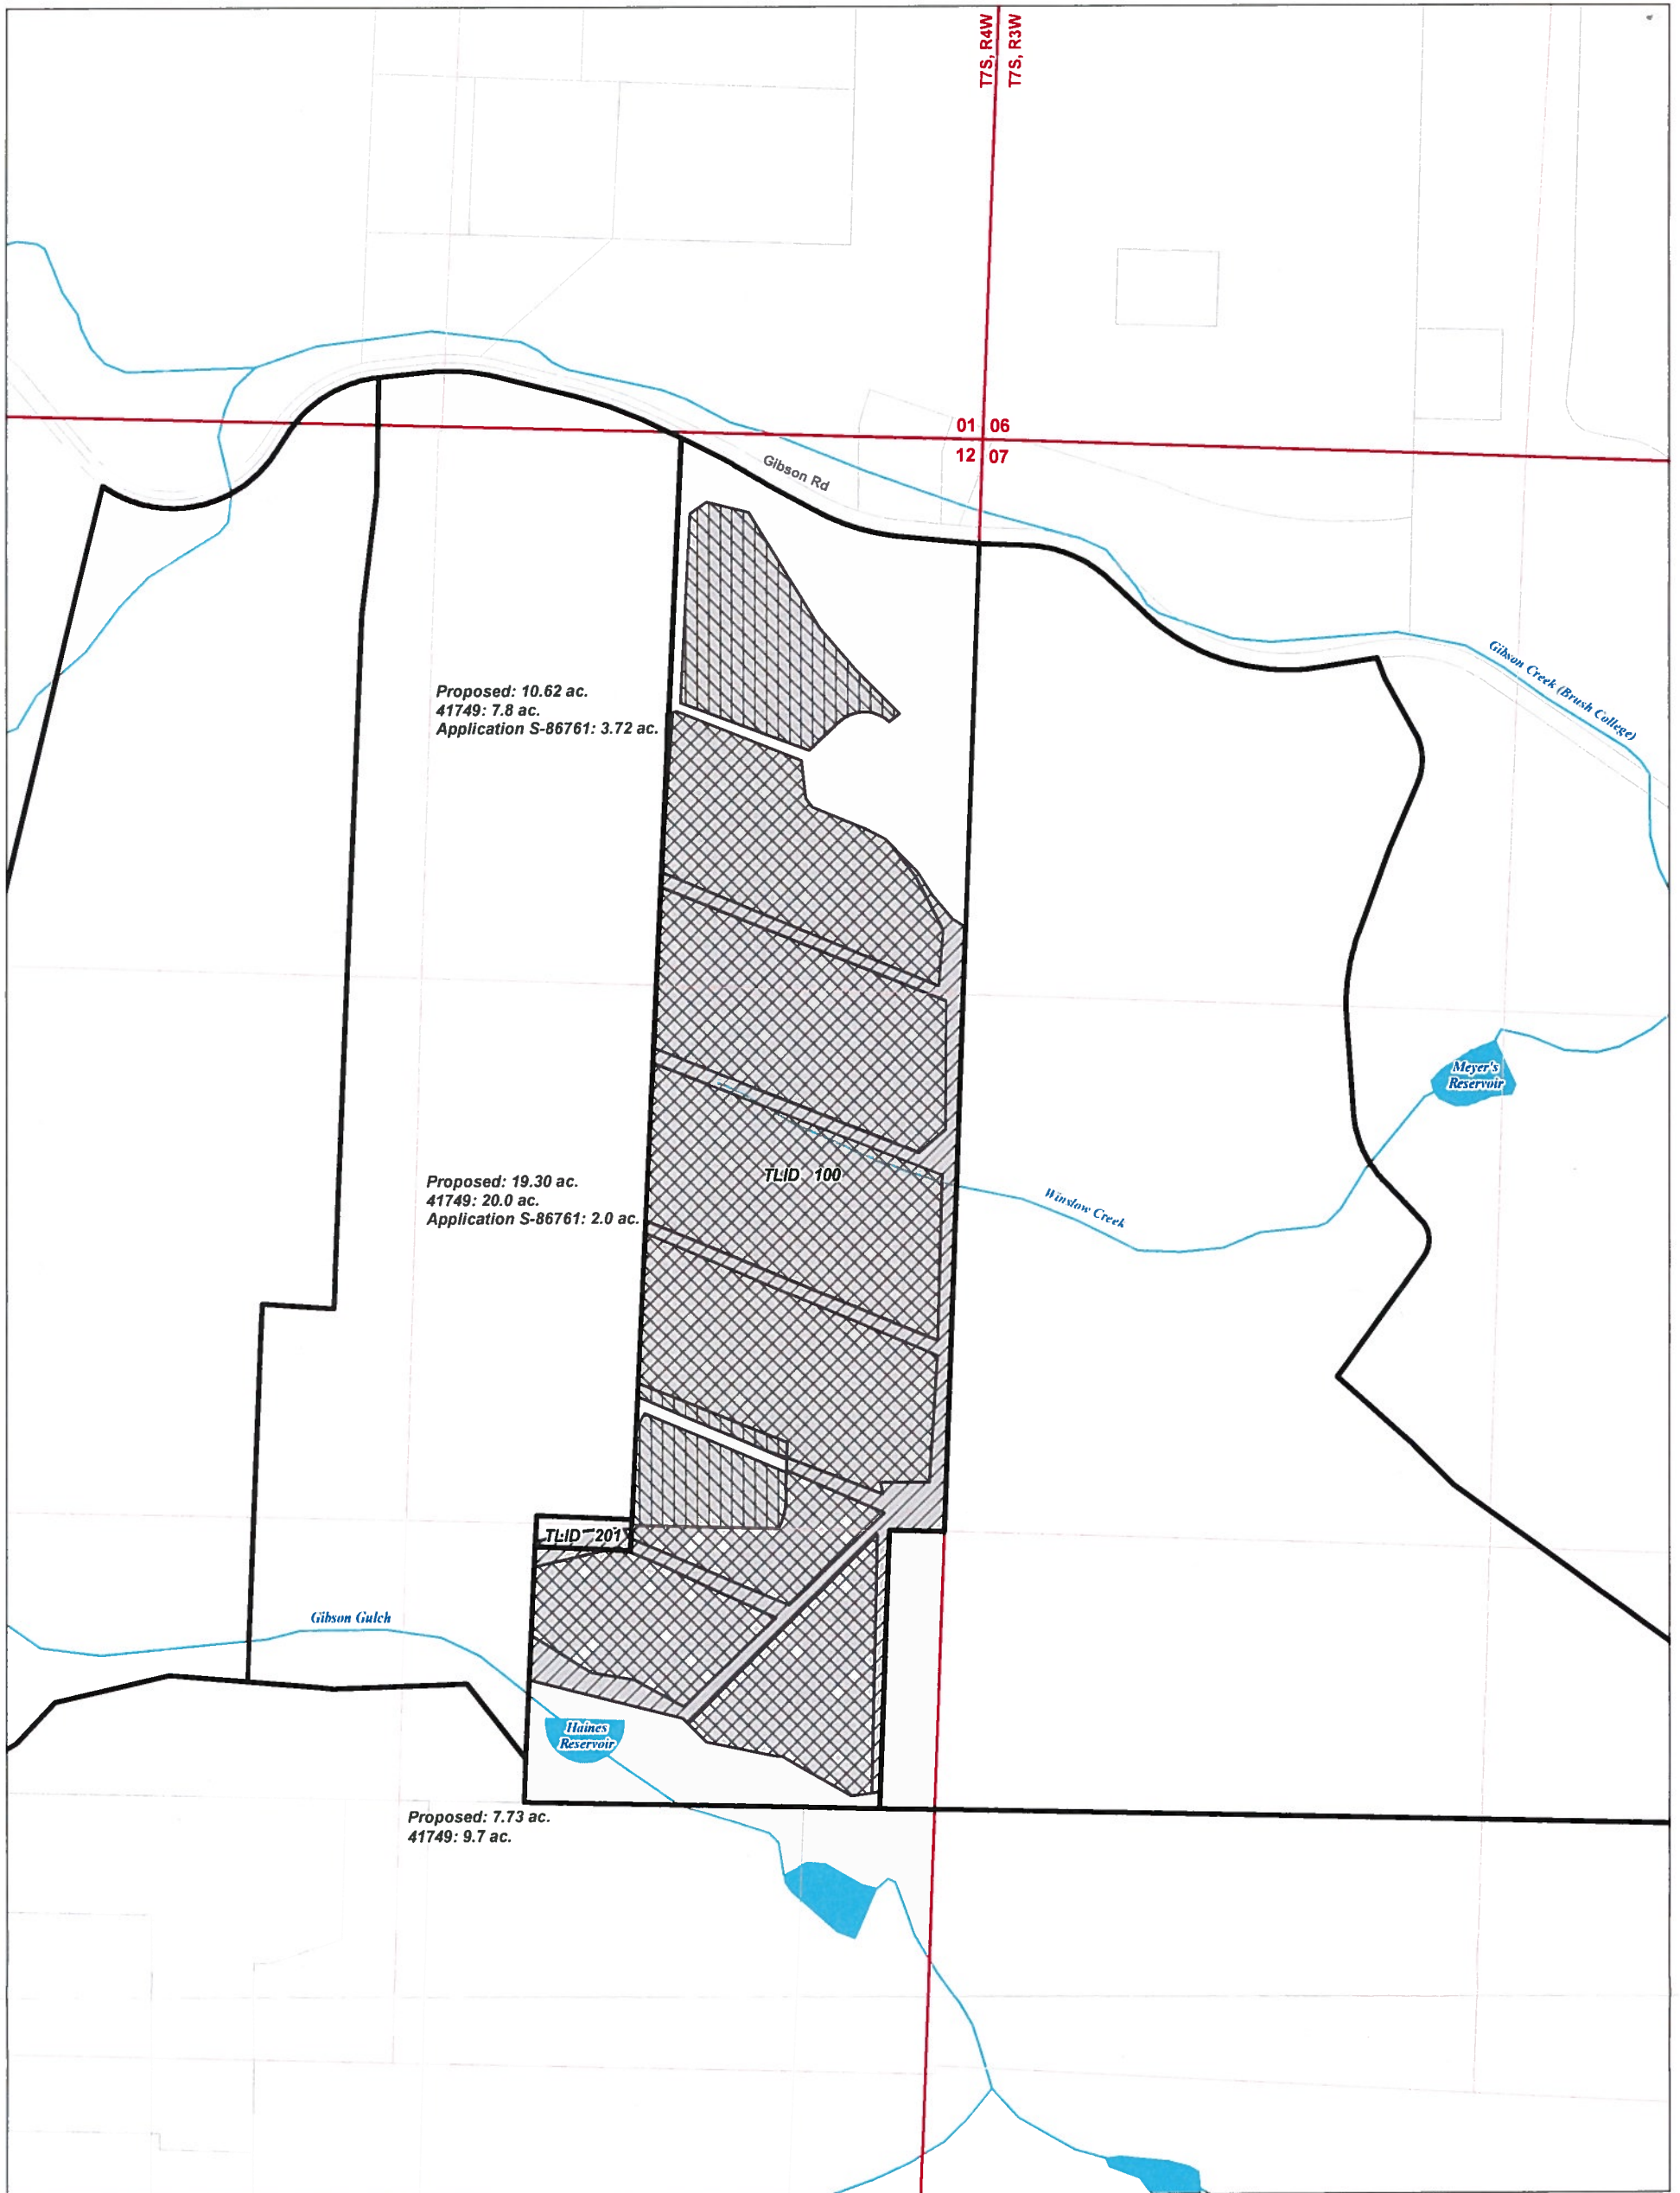 T7S, R4W
T7S, R3W
01 06
12 07
Gibson Rd
Gibson Creek (Brush College)
Proposed: 10.62 ac.
41749: 7.8 ac.
Application S-86761: 3.72 ac.
Meyer's
Reservoir
Proposed: 19.30 ac.
41749: 20.0 ac.
Application S-86761: 2.0 ac.
TLID 100
Winslow Creek
TLID 201
Gibson Gulch
Haines
Reservoir
Proposed: 7.73 ac.
41749: 9.7 ac.